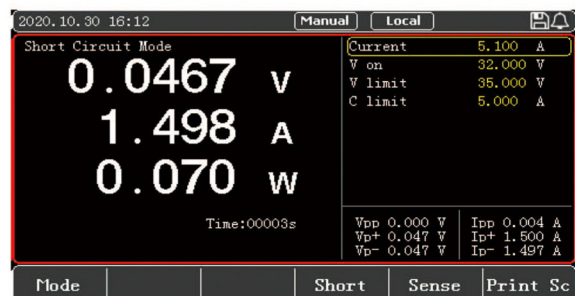 2020.10.30 16:12 Manual Local
Short Circuit Mode
0.0467 V
1.498 A
0.070 W
Time:00003s
Current 5.100 A
V on 32.000 V
V limit 35.000 V
C limit 5.000 A
Vpp 0.000 V
Vp+ 0.047 V
Vp- 0.047 V
Ipp 0.004 A
Ip+ 1.500 A
Ip- 1.497 A
Mode Short Sense Print Sc